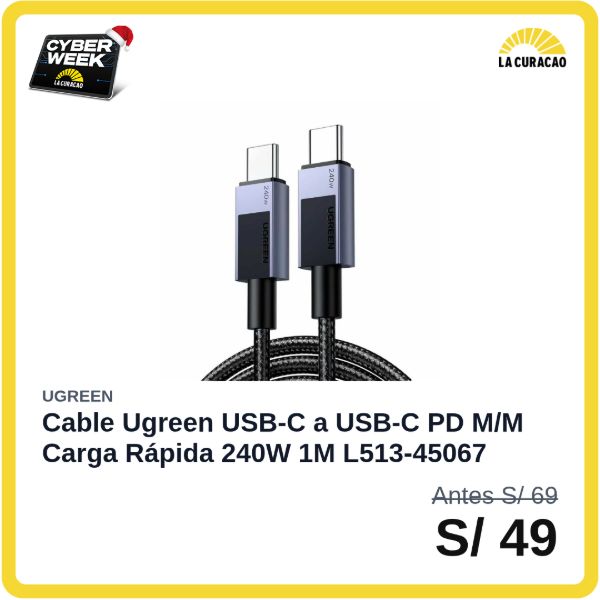 CYBER
WEEK
LA CURACAO
LA CURACAO
240W
UGREEN
240W
UGREEN
UGREEN
Cable Ugreen USB-C a USB-C PD M/M
Carga Rápida 240W 1M L513-45067
Antes S/ 69
S/ 49